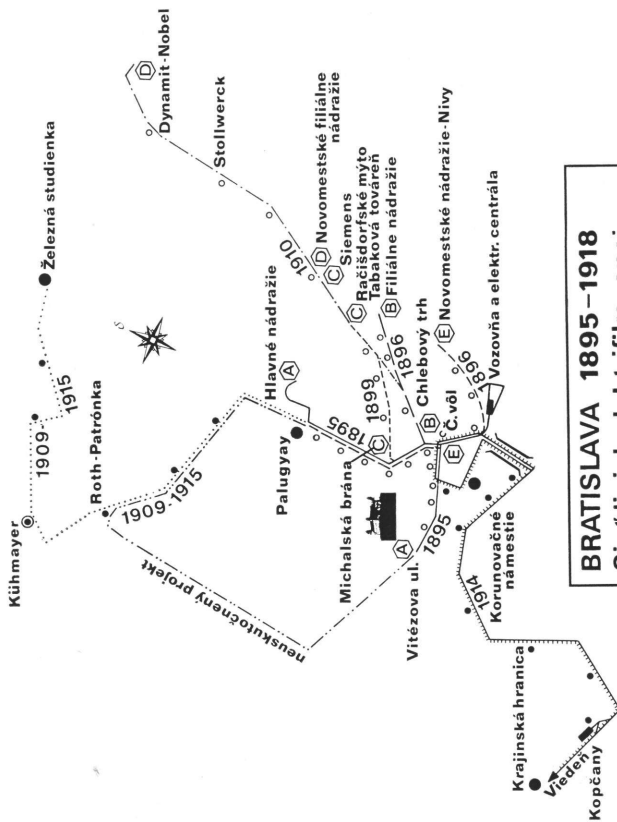 Kühmayer
1909-
1915
Železná studienka
Roth-Patrónka
1909-1915
neuskutočnený projekt
S
D
Dynamit-Nobel
Stollwerck
1910
Hlavné nádražie
A
Palugyay
1895
D Novomestské filiálne
nádražie
C Siemens
C Račišdorfské mýto
Tabaková továreň
B Filiálne nádražie
1899
1896
C
Michalská brána
B Chlebový trh
E Novomestské nádražie-Nivy
1896
Č. vôl
E
Vozovňa a elektr. centrála
A
Vitézova ul.
1895
Korunovačné
námestie
1914
Krajinská hranica
Viedeň
Kopčany
BRATISLAVA 1895–1918